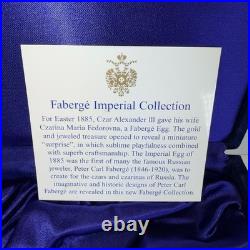 Fabergé Imperial Collection
For Easter 1885, Czar Alexander III gave his wife
Czarina Maria Fedorovna, a Fabergé Egg. The gold
and jeweled treasure opened to reveal a miniature
"surprise", in which sublime playfulness combined
with superb craftsmanship. The Imperial Egg of
1885 was the first of many the famous Russian
jeweler, Peter Carl Fabergé (1846-1920), was to
create for the czars and czarinas of Russia. The
imaginative and historic designs of Peter Carl
Fabergé are revealed in this new Fabergé Collection.